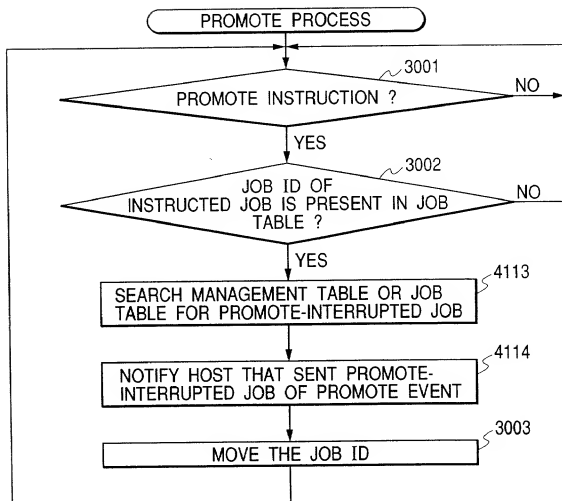 PROMOTE PROCESS
3001
PROMOTE INSTRUCTION ?
NO
YES
3002
JOB ID OF
INSTRUCTED JOB IS PRESENT IN JOB
TABLE ?
NO
YES
4113
SEARCH MANAGEMENT TABLE OR JOB
TABLE FOR PROMOTE-INTERRUPTED JOB
4114
NOTIFY HOST THAT SENT PROMOTE-
INTERRUPTED JOB OF PROMOTE EVENT
3003
MOVE THE JOB ID